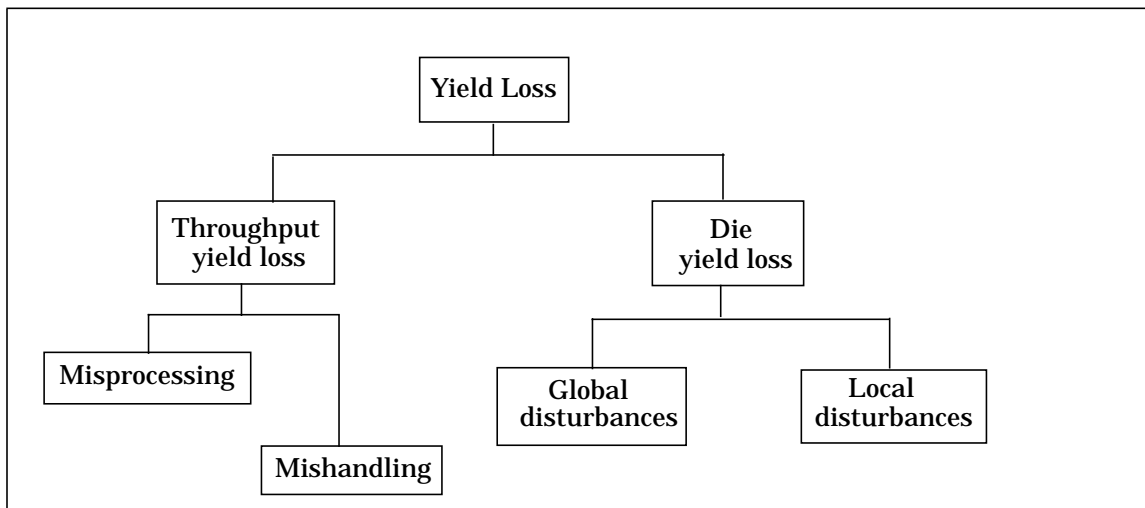 Yield Loss
Throughput
yield loss
Die
yield loss
Misprocessing
Mishandling
Global
disturbances
Local
disturbances